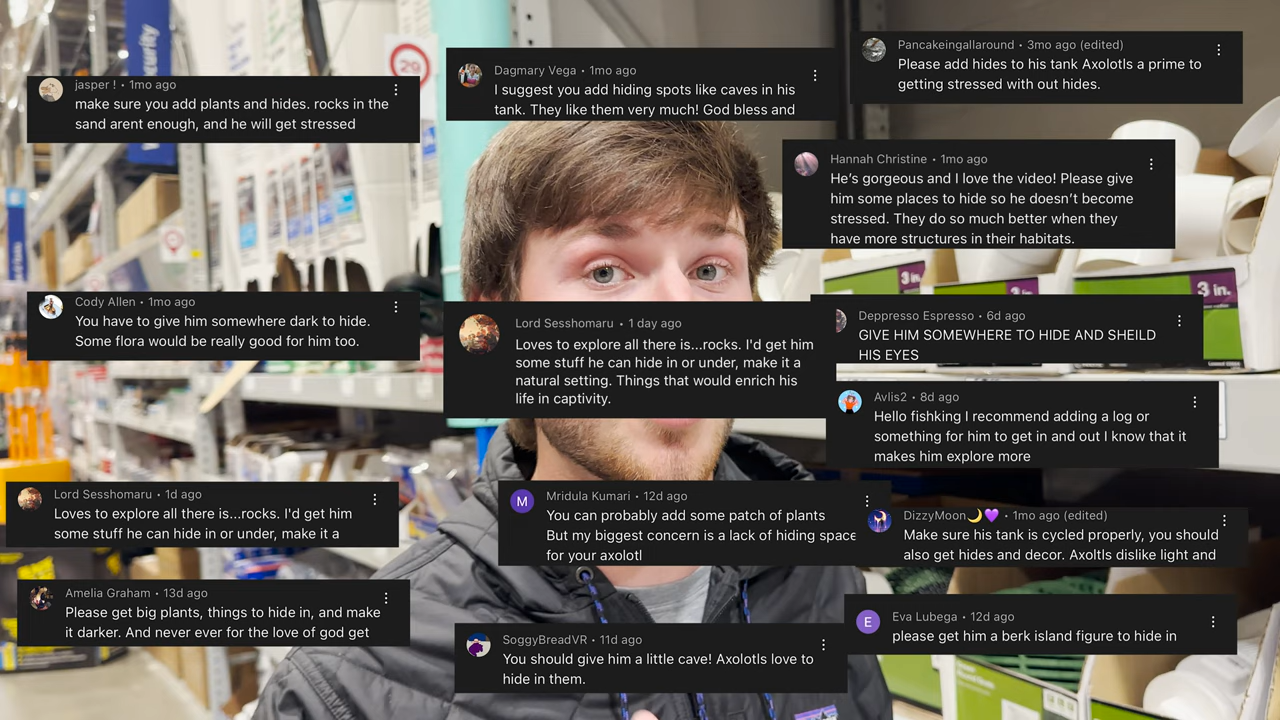 security
29
jasper ! • 1mo ago
make sure you add plants and hides. rocks in the
sand arent enough, and he will get stressed
Dagmary Vega • 1mo ago
I suggest you add hiding spots like caves in his
tank. They like them very much! God bless and
Pancakeingallaround • 3mo ago (edited)
Please add hides to his tank Axolotls a prime to
getting stressed with out hides.
Hannah Christine • 1mo ago
He’s gorgeous and I love the video! Please give
him some places to hide so he doesn’t become
stressed. They do so much better when they
have more structures in their habitats.
3 in.
3 in.
Cody Allen • 1mo ago
You have to give him somewhere dark to hide.
Some flora would be really good for him too.
Lord Sesshomaru • 1 day ago
Loves to explore all there is...rocks. I'd get him
some stuff he can hide in or under, make it a
natural setting. Things that would enrich his
life in captivity.
Deppresso Espresso • 6d ago
GIVE HIM SOMEWHERE TO HIDE AND SHEILD
HIS EYES
Avlis2 • 8d ago
Hello fishking I recommend adding a log or
something for him to get in and out I know that it
makes him explore more
Lord Sesshomaru • 1d ago
Loves to explore all there is...rocks. I'd get him
some stuff he can hide in or under, make it a
M
Mridula Kumari • 12d ago
You can probably add some patch of plants
But my biggest concern is a lack of hiding space
for your axolotl
DizzyMoon🌙💜 • 1mo ago (edited)
Make sure his tank is cycled properly, you should
also get hides and decor. Axoltls dislike light and
Amelia Graham • 13d ago
Please get big plants, things to hide in, and make
it darker. And never ever for the love of god get
SoggyBreadVR • 11d ago
You should give him a little cave! Axolotls love to
hide in them.
E
Eva Lubega • 12d ago
please get him a berk island figure to hide in